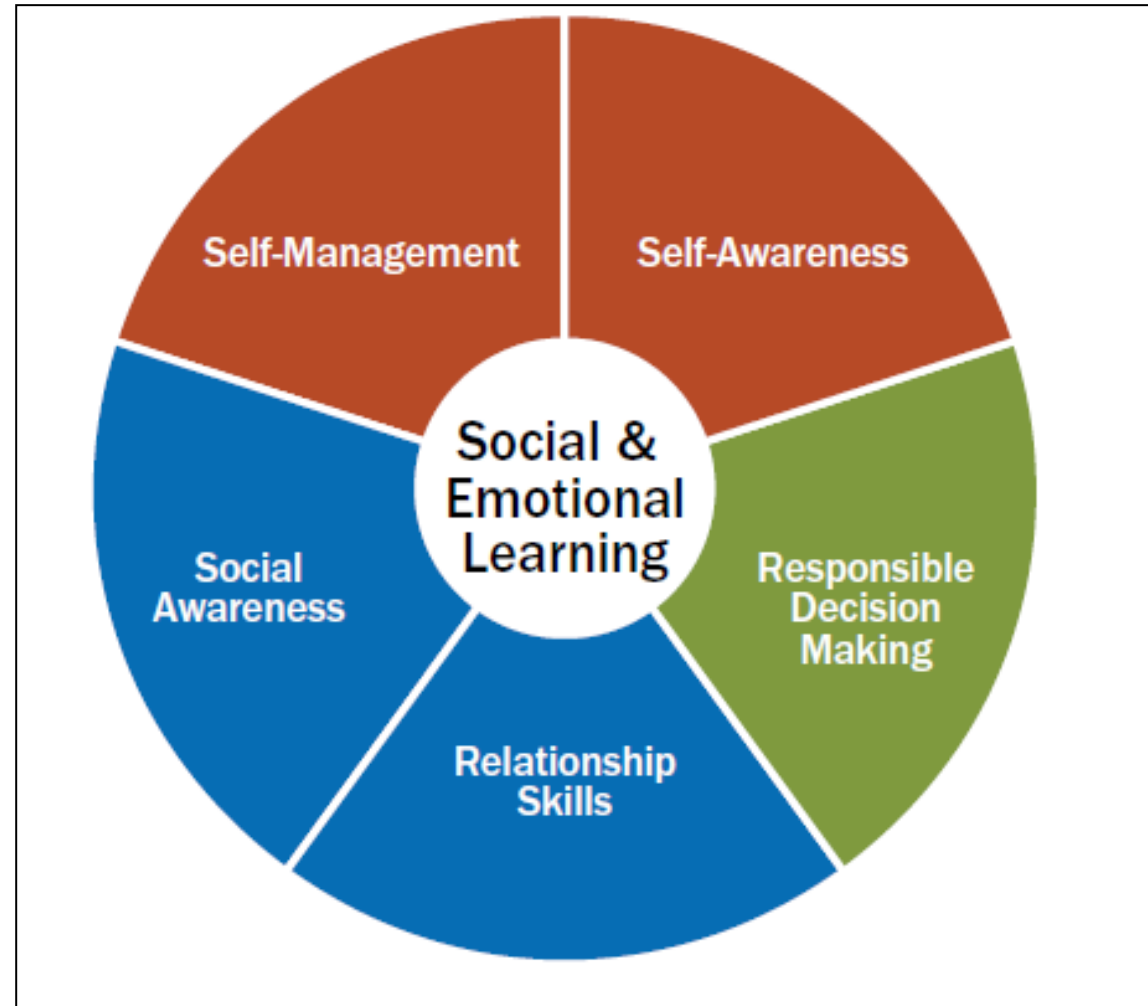 Self-Management
Self-Awareness
Social &
Emotional
Learning
Social
Awareness
Responsible
Decision
Making
Relationship
Skills